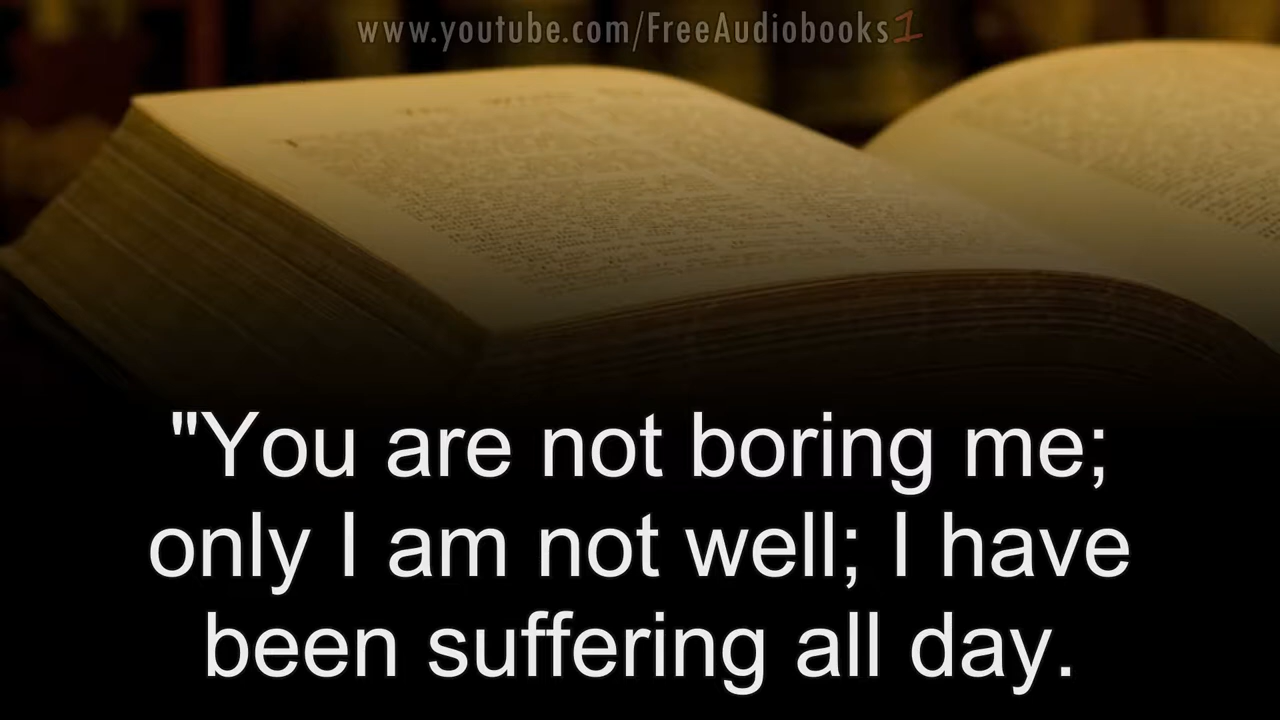 www.youtube.com/FreeAudiobooks1
"You are not boring me;
only I am not well; I have
been suffering all day.